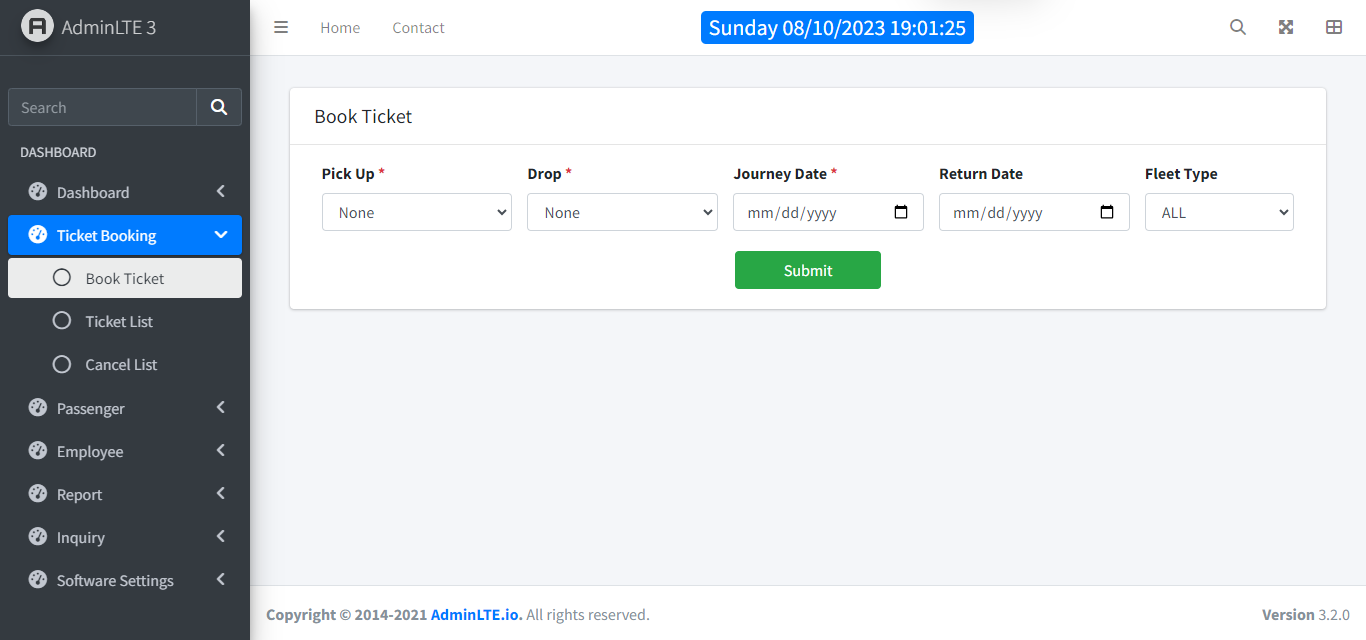 AdminLTE 3
Home
Contact
Sunday 08/10/2023 19:01:25
Search
DASHBOARD
Dashboard
Ticket Booking
Book Ticket
Ticket List
Cancel List
Passenger
Employee
Report
Inquiry
Software Settings
Book Ticket
Pick Up *
None
Drop *
None
Journey Date *
mm/dd/yyyy
Return Date
mm/dd/yyyy
Fleet Type
ALL
Submit
Copyright © 2014-2021 AdminLTE.io. All rights reserved.
Version 3.2.0